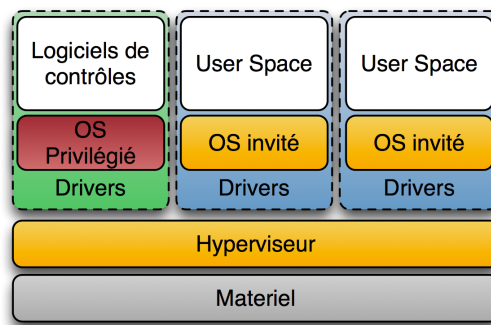 Logiciels de
contrôles
OS
Privilégié
Drivers
User Space
OS invité
Drivers
User Space
OS invité
Drivers
Hyperviseur
Materiel